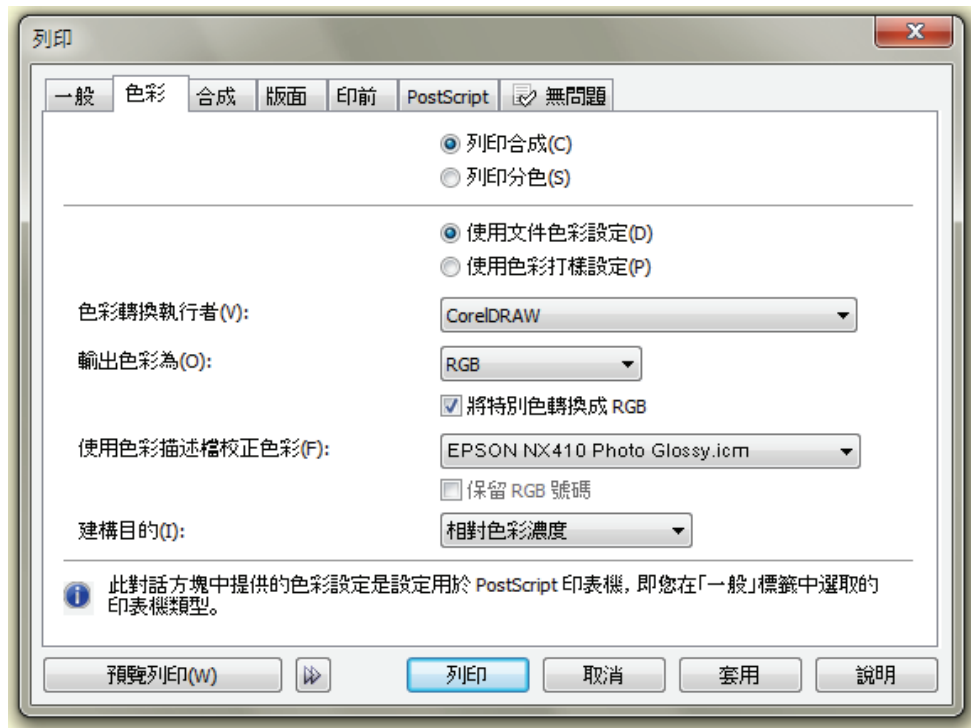 列印
一般 色彩 合成 版面 印前 PostScript 無問題
列印合成(C)
列印分色(S)
使用文件色彩設定(D)
使用色彩打樣設定(P)
色彩轉換執行者(V): CorelDRAW
輸出色彩為(O): RGB
將特別色轉換成 RGB
使用色彩描述檔校正色彩(F): EPSON NX410 Photo Glossy.icm
保留 RGB 號碼
建構目的(I): 相對色彩濃度
此對話方塊中提供的色彩設定是設定用於 PostScript 印表機, 即您在「一般」標籤中選取的
印表機類型。
預覽列印(W) 列印 取消 套用 說明